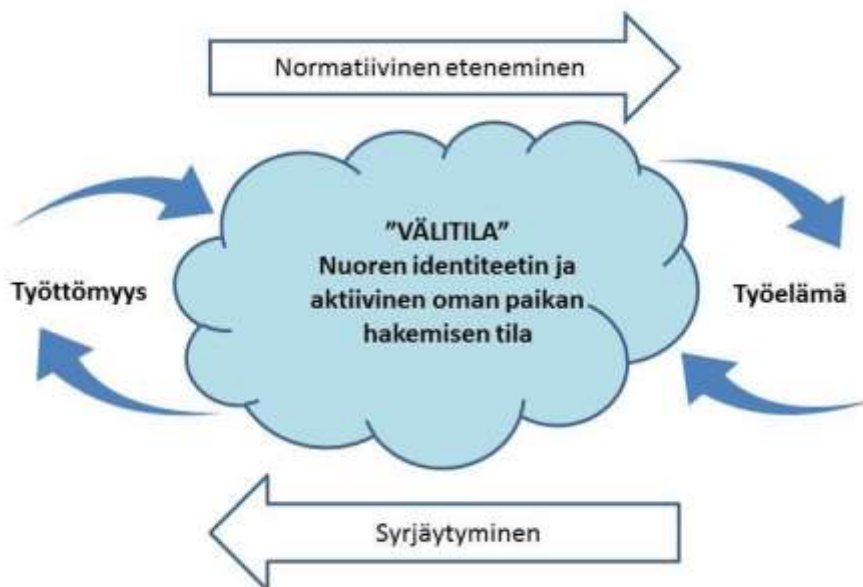 Normatiivinen eteneminen
”VÄLITILA”
Nuoren identiteetin ja
aktiivinen oman paikan
hakemisen tila
Työttömyys
Työelämä
Syrjäytyminen